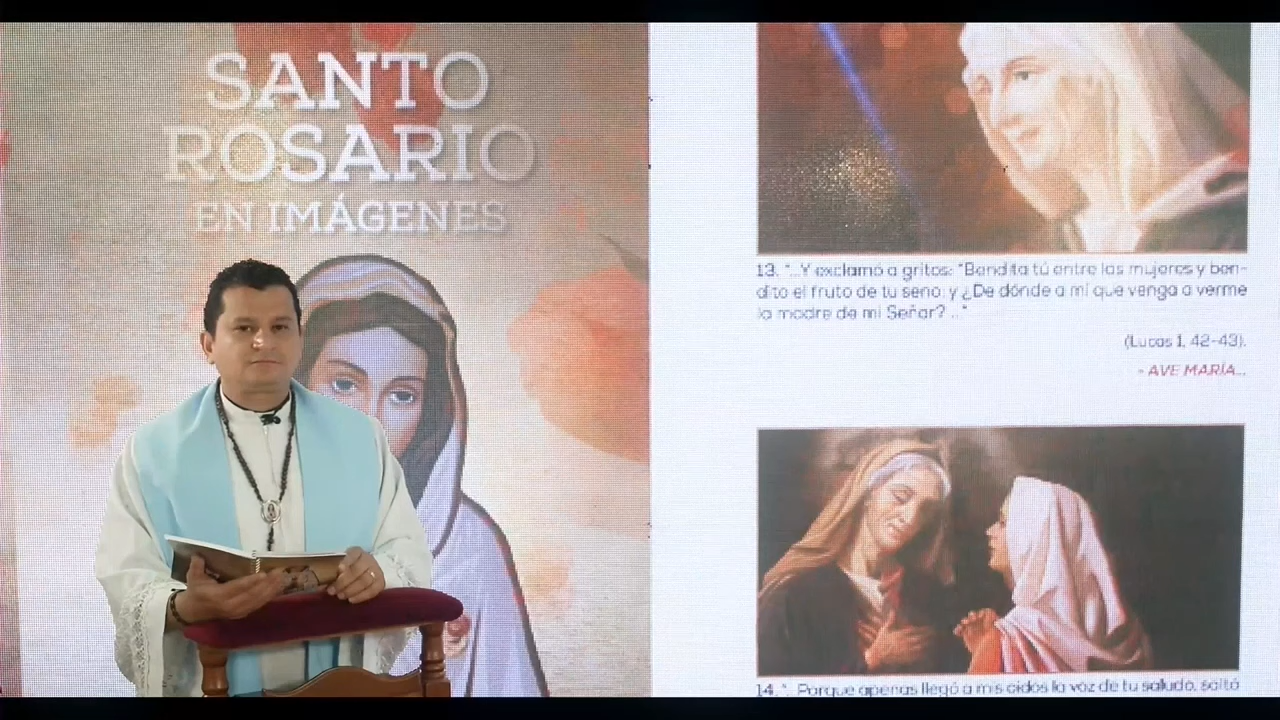 SANTO
ROSARIO
EN IMÁGENES
13. "...Y exclamó a gritos: "Bendita tú entre las mujeres y ben-
dito el fruto de tu seno; y ¿De dónde a mí que venga a verme
la madre de mi Señor? ..."
(Lucas 1, 42-43).
- AVE MARÍA...
14. "...Porque apenas llegó a mis oídos la voz de tu saludo, saltó